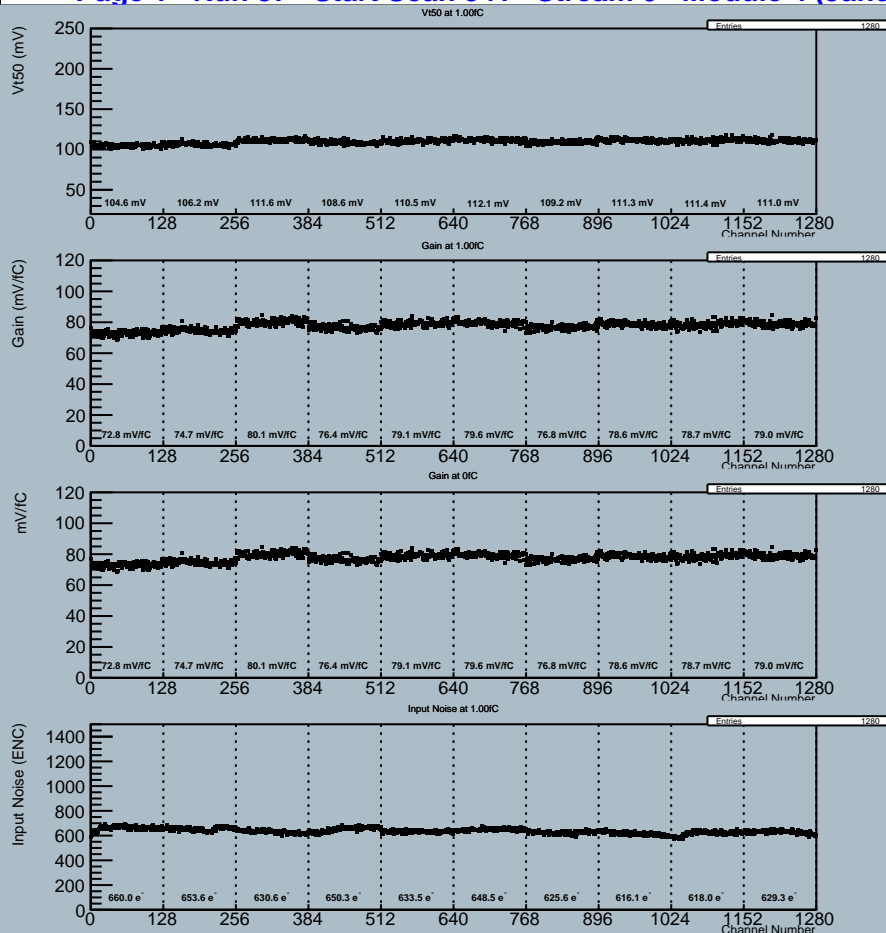 Vt50 at 1.00fC
Entries 1280
Vt50 (mV)
250
200
150
100
50
104.6 mV 106.2 mV 111.6 mV 108.6 mV 110.5 mV 112.1 mV 109.2 mV 111.3 mV 111.4 mV 111.0 mV
0 128 256 384 512 640 768 896 1024 1152 1280
Channel Number
Gain at 1.00fC
Entries 1280
Gain (mV/fC)
120
100
80
60
40
20
0
72.8 mV/fC 74.7 mV/fC 80.1 mV/fC 76.4 mV/fC 79.1 mV/fC 79.6 mV/fC 76.8 mV/fC 78.6 mV/fC 78.7 mV/fC 79.0 mV/fC
0 128 256 384 512 640 768 896 1024 1152 1280
Channel Number
Gain at 0fC
Entries 1280
mV/fC
120
100
80
60
40
20
0
72.8 mV/fC 74.7 mV/fC 80.1 mV/fC 76.4 mV/fC 79.1 mV/fC 79.6 mV/fC 76.8 mV/fC 78.6 mV/fC 78.7 mV/fC 79.0 mV/fC
0 128 256 384 512 640 768 896 1024 1152 1280
Channel Number
Input Noise at 1.00fC
Entries 1280
Input Noise (ENC)
1400
1200
1000
800
600
400
200
0
660.0 e⁻ 653.6 e⁻ 630.6 e⁻ 650.3 e⁻ 633.5 e⁻ 648.5 e⁻ 625.6 e⁻ 616.1 e⁻ 618.0 e⁻ 629.3 e⁻
0 128 256 384 512 640 768 896 1024 1152 1280
Channel Number